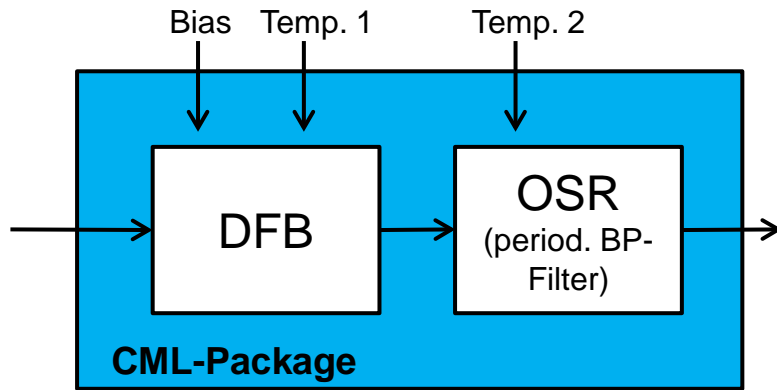 Bias Temp. 1 Temp. 2
DFB
OSR
(period. BP-
Filter)
CML-Package